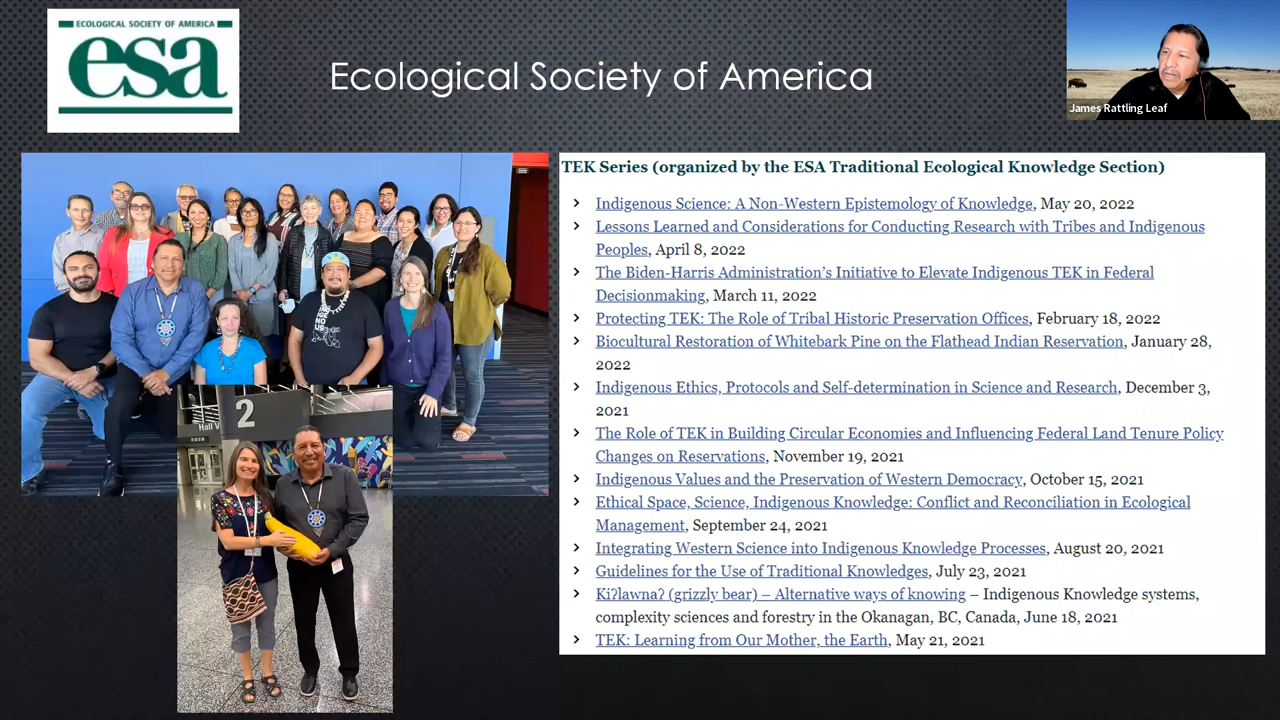 ECOLOGICAL SOCIETY OF AMERICA
esa
Ecological Society of America
James Rattling Leaf
TEK Series (organized by the ESA Traditional Ecological Knowledge Section)
Indigenous Science: A Non-Western Epistemology of Knowledge, May 20, 2022
Lessons Learned and Considerations for Conducting Research with Tribes and Indigenous
Peoples, April 8, 2022
The Biden-Harris Administration's Initiative to Elevate Indigenous TEK in Federal
Decisionmaking, March 11, 2022
Protecting TEK: The Role of Tribal Historic Preservation Offices, February 18, 2022
Biocultural Restoration of Whitebark Pine on the Flathead Indian Reservation, January 28,
2022
Indigenous Ethics, Protocols and Self-determination in Science and Research, December 3,
2021
The Role of TEK in Building Circular Economies and Influencing Federal Land Tenure Policy
Changes on Reservations, November 19, 2021
Indigenous Values and the Preservation of Western Democracy, October 15, 2021
Ethical Space, Science, Indigenous Knowledge: Conflict and Reconciliation in Ecological
Management, September 24, 2021
Integrating Western Science into Indigenous Knowledge Processes, August 20, 2021
Guidelines for the Use of Traditional Knowledges, July 23, 2021
Ki?lawna? (grizzly bear) – Alternative ways of knowing – Indigenous Knowledge systems,
complexity sciences and forestry in the Okanagan, BC, Canada, June 18, 2021
TEK: Learning from Our Mother, the Earth, May 21, 2021
2
Hall